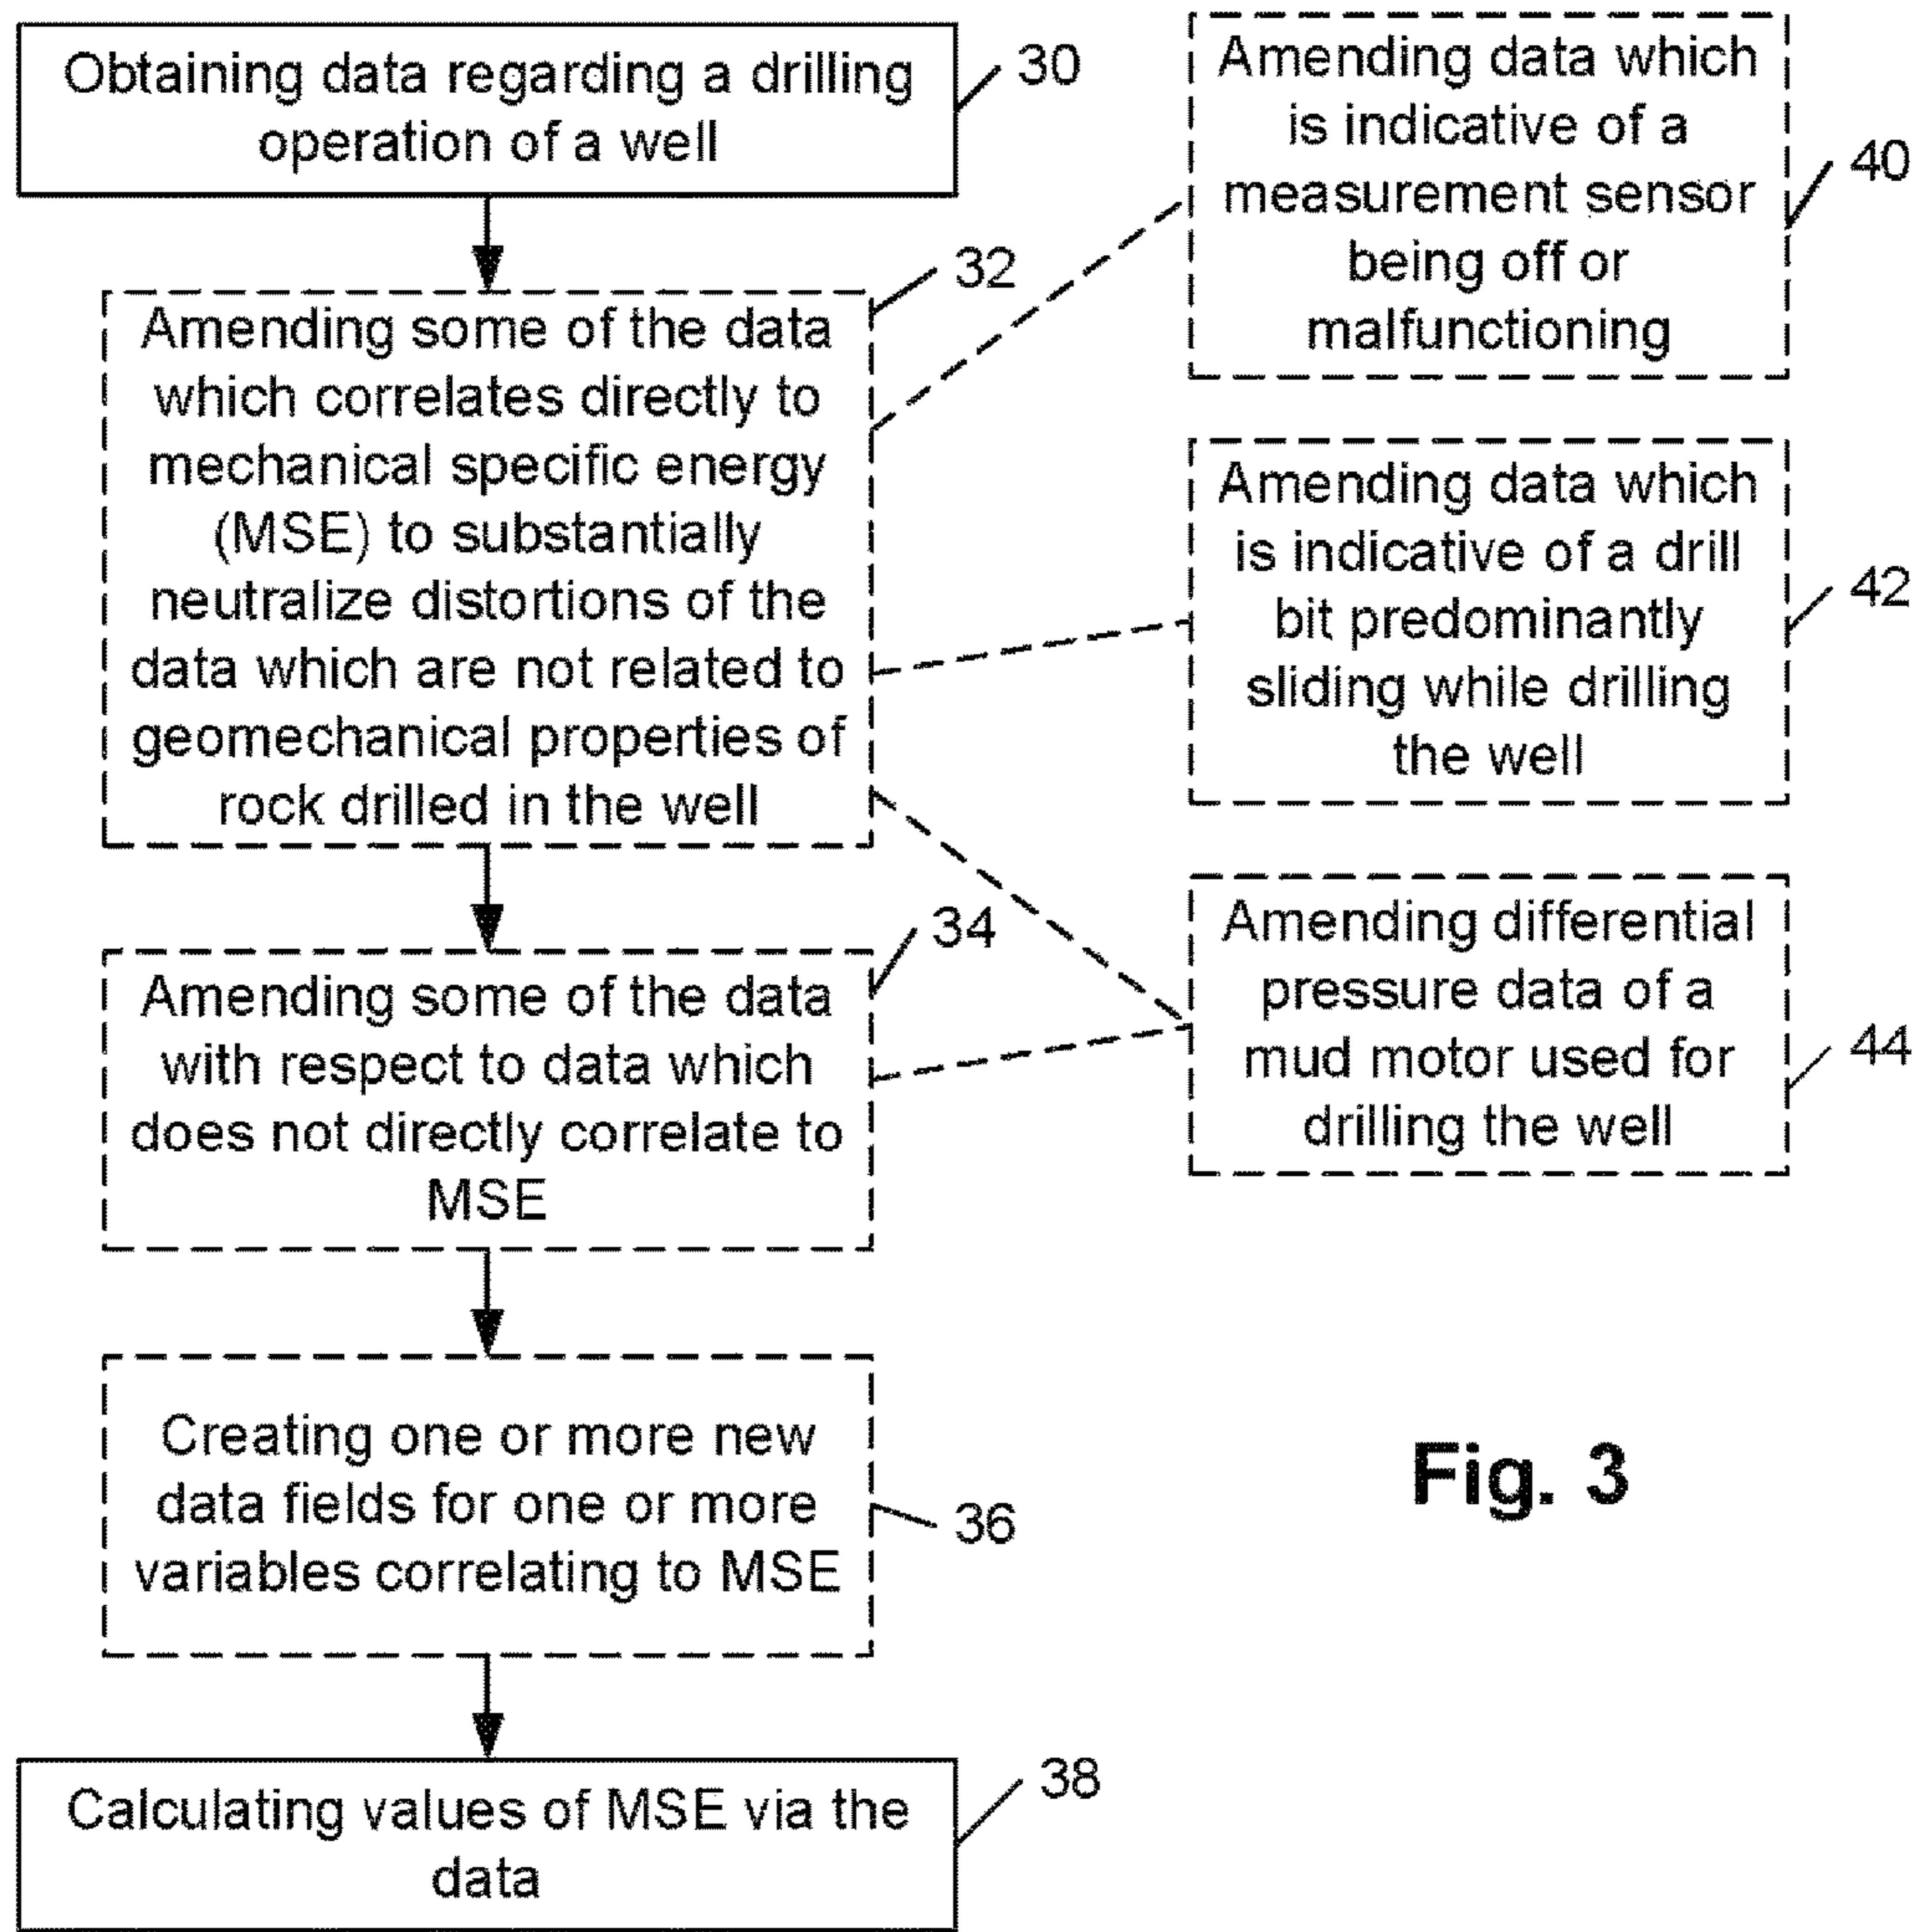 Obtaining data regarding a drilling
operation of a well
30
Amending some of the data
which correlates directly to
mechanical specific energy
(MSE) to substantially
neutralize distortions of the
data which are not related to
geomechanical properties of
rock drilled in the well
32
Amending some of the data
with respect to data which
does not directly correlate to
MSE
34
Creating one or more new
data fields for one or more
variables correlating to MSE
36
Calculating values of MSE via the
data
38
Amending data which
is indicative of a
measurement sensor
being off or
malfunctioning
40
Amending data which
is indicative of a drill
bit predominantly
sliding while drilling
the well
42
Amending differential
pressure data of a
mud motor used for
drilling the well
44
Fig. 3